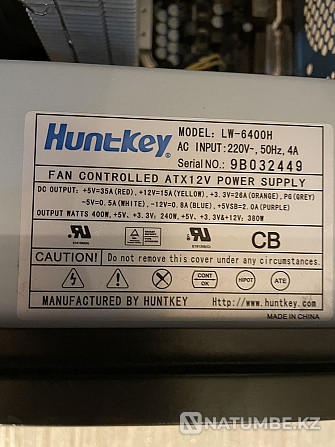 HuntKey
MODEL: LW-6400H
AC INPUT:220V~,50Hz,4A
Serial NO.: 9B032449
FAN CONTROLLED ATX12V POWER SUPPLY
DC OUTPUT: +5V=35A(RED), +12V=15A(YELLOW), +3.3V=26A(ORANGE), PG(GREY)
-5V=0.5A(WHITE), -12V=0.8A(BLUE), +5VSB=2.0A(PURPLE)
OUTPUT WATTS 400W,+5V、+3.3V: 240W,+5V、+3.3V&+12V: 380W
CB
CAUTION! Do not remove this cover under any circumstances
CONT OK
HIPOT
ATE
MANUFACTURED BY HUNTKEY
Http://www.huntkey.com
MADE IN CHINA
NATUMBE.KZ